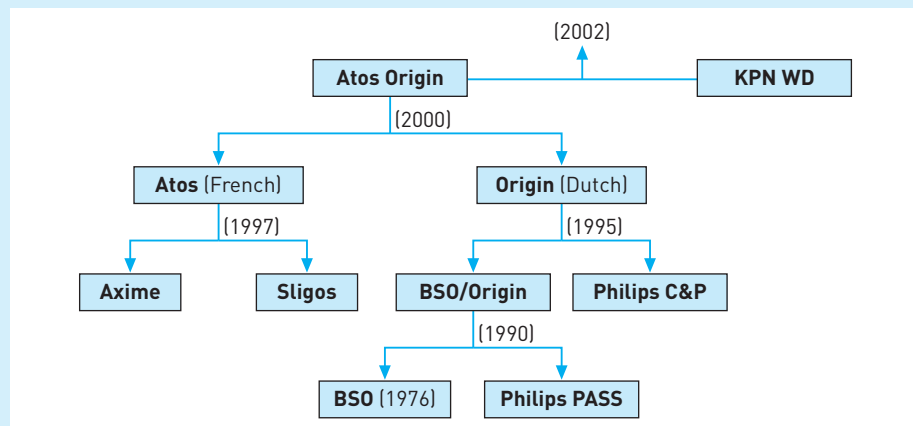 (2002)
Atos Origin
KPN WD
(2000)
Atos (French)
Origin (Dutch)
(1997)
(1995)
Axime
Sligos
BSO/Origin
Philips C&P
(1990)
BSO (1976)
Philips PASS